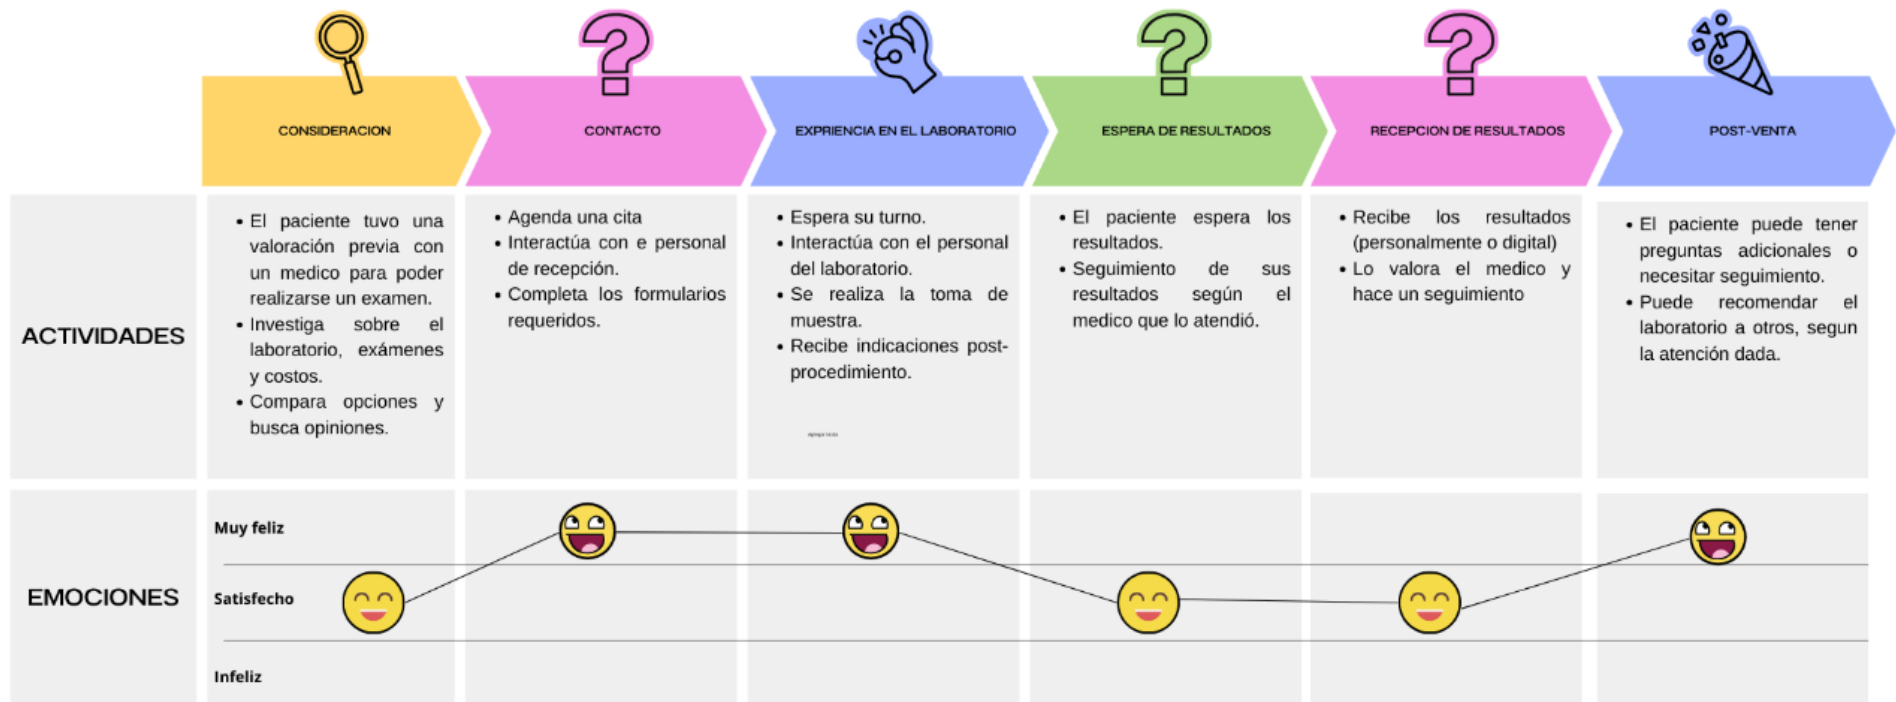 CONSIDERACION
CONTACTO
EXPRIENCIA EN EL LABORATORIO
ESPERA DE RESULTADOS
RECEPCION DE RESULTADOS
POST-VENTA
ACTIVIDADES
• El paciente tuvo una
valoración previa con
un medico para poder
realizarse un examen.
• Investiga sobre el
laboratorio, exámenes
y costos.
• Compara opciones y
busca opiniones.
• Agenda una cita
• Interactúa con e personal
de recepción.
• Completa los formularios
requeridos.
• Espera su turno.
• Interactúa con el personal
del laboratorio.
• Se realiza la toma de
muestra.
• Recibe indicaciones post-
procedimiento.
• El paciente espera los
resultados.
• Seguimiento de sus
resultados según el
medico que lo atendió.
• Recibe los resultados
(personalmente o digital)
• Lo valora el medico y
hace un seguimiento
• El paciente puede tener
preguntas adicionales o
necesitar seguimiento.
• Puede recomendar el
laboratorio a otros, segun
la atención dada.
EMOCIONES
Muy feliz
Satisfecho
Infeliz